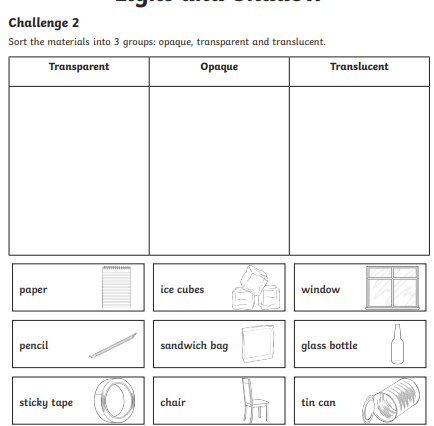 Challenge 2
Sort the materials into 3 groups: opaque, transparent and translucent.
Transparent Opaque Translucent
paper ice cubes window
pencil sandwich bag glass bottle
sticky tape chair tin can